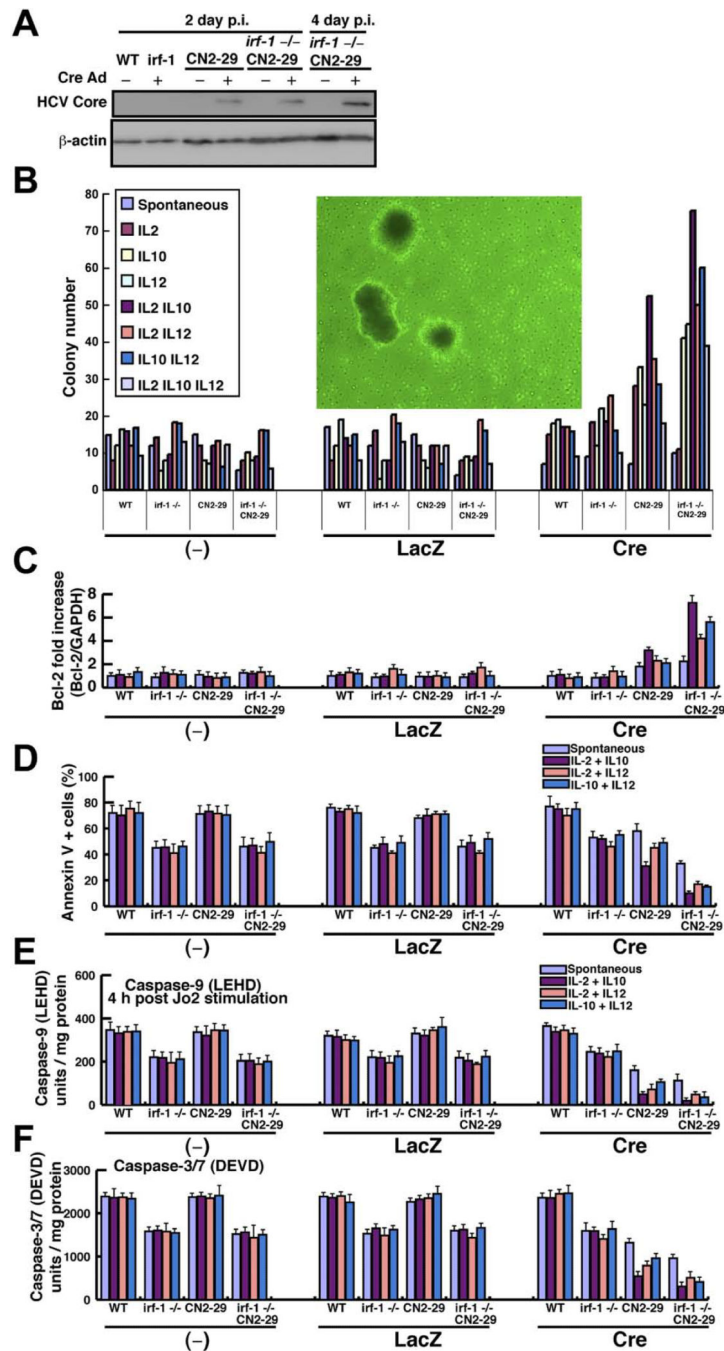 A
2 day p.i.
4 day p.i.
irf-1 –/– irf-1 –/–
WT irf-1 CN2-29 CN2-29 CN2-29
Cre Ad – + – + – + – +
HCV Core
β-actin
B
Colony number
80
70
60
50
40
30
20
10
0
Spontaneous
IL2
IL10
IL12
IL2 IL10
IL2 IL12
IL10 IL12
IL2 IL10 IL12
WT irf-1 -/- CN2-29 irf-1 -/- CN2-29
WT irf-1 -/- CN2-29 irf-1 -/- CN2-29
WT irf-1 -/- CN2-29 irf-1 -/- CN2-29
(–) LacZ Cre
C
Bcl-2 fold increase
(Bcl-2/GAPDH)
8
6
4
2
0
WT irf-1 -/- CN2-29 irf-1 -/- CN2-29
WT irf-1 -/- CN2-29 irf-1 -/- CN2-29
WT irf-1 -/- CN2-29 irf-1 -/- CN2-29
(–) LacZ Cre
D
Annexin V + cells (%)
100
80
60
40
20
0
Spontaneous
IL-2 + IL10
IL-2 + IL12
IL-10 + IL12
WT irf-1 -/- CN2-29 irf-1 -/- CN2-29
WT irf-1 -/- CN2-29 irf-1 -/- CN2-29
WT irf-1 -/- CN2-29 irf-1 -/- CN2-29
(–) LacZ Cre
E
Caspase-9 (LEHD)
units / mg protein
600
400
200
0
Caspase-9 (LEHD)
4 h post Jo2 stimulation
Spontaneous
IL-2 + IL10
IL-2 + IL12
IL-10 + IL12
WT irf-1 -/- CN2-29 irf-1 -/- CN2-29
WT irf-1 -/- CN2-29 irf-1 -/- CN2-29
WT irf-1 -/- CN2-29 irf-1 -/- CN2-29
(–) LacZ Cre
F
Caspase-3/7 (DEVD)
units / mg protein
3000
2000
1000
0
Caspase-3/7 (DEVD)
WT irf-1 -/- CN2-29 irf-1 -/- CN2-29
WT irf-1 -/- CN2-29 irf-1 -/- CN2-29
WT irf-1 -/- CN2-29 irf-1 -/- CN2-29
(–) LacZ Cre